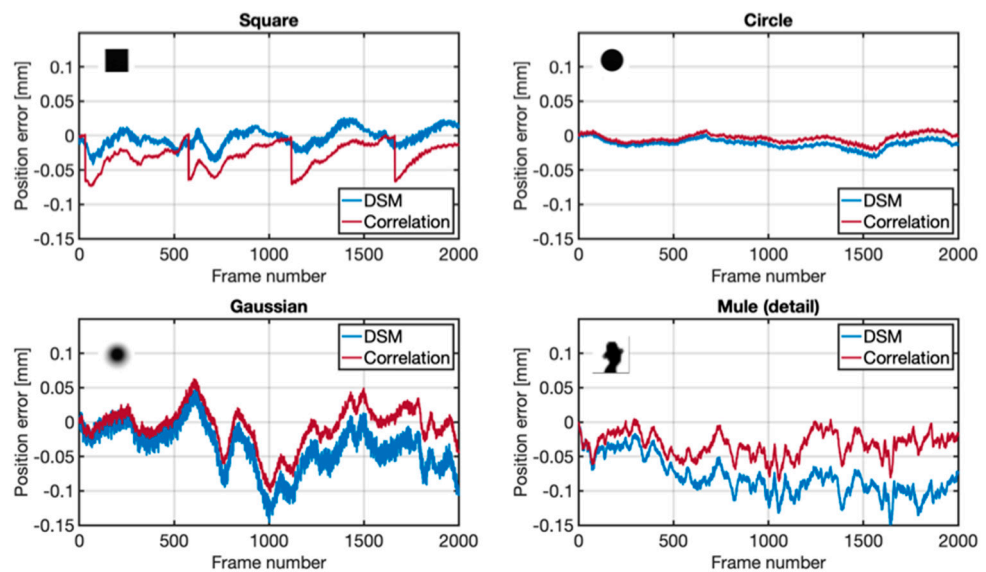 Square
Position error [mm]
0.1
0.05
0
-0.05
-0.1
-0.15
DSM
Correlation
0 500 1000 1500 2000
Frame number
Circle
Position error [mm]
0.1
0.05
0
-0.05
-0.1
-0.15
DSM
Correlation
0 500 1000 1500 2000
Frame number
Gaussian
Position error [mm]
0.1
0.05
0
-0.05
-0.1
-0.15
DSM
Correlation
0 500 1000 1500 2000
Frame number
Mule (detail)
Position error [mm]
0.1
0.05
0
-0.05
-0.1
-0.15
DSM
Correlation
0 500 1000 1500 2000
Frame number